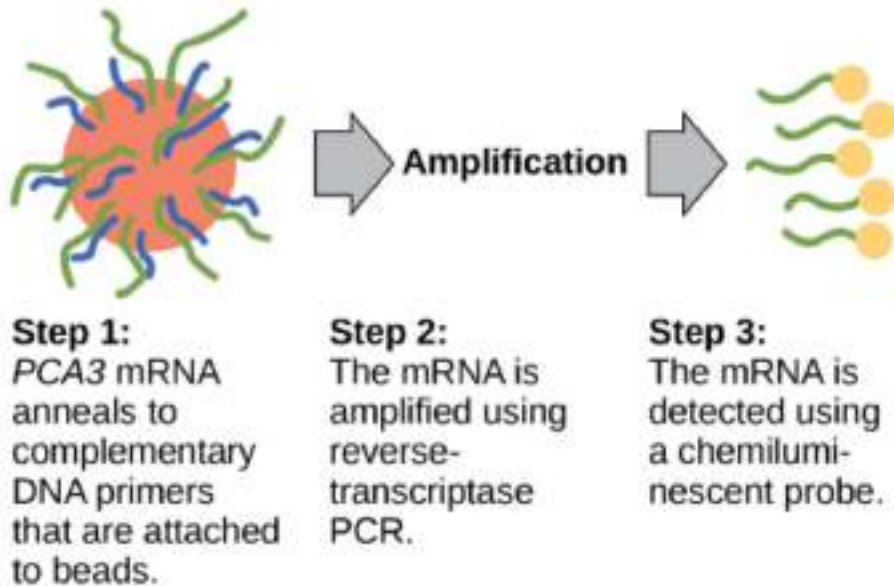 Amplification
Step 1:
PCA3 mRNA
anneals to
complementary
DNA primers
that are attached
to beads.
Step 2:
The mRNA is
amplified using
reverse-
transcriptase
PCR.
Step 3:
The mRNA is
detected using
a chemilumi-
nescent probe.